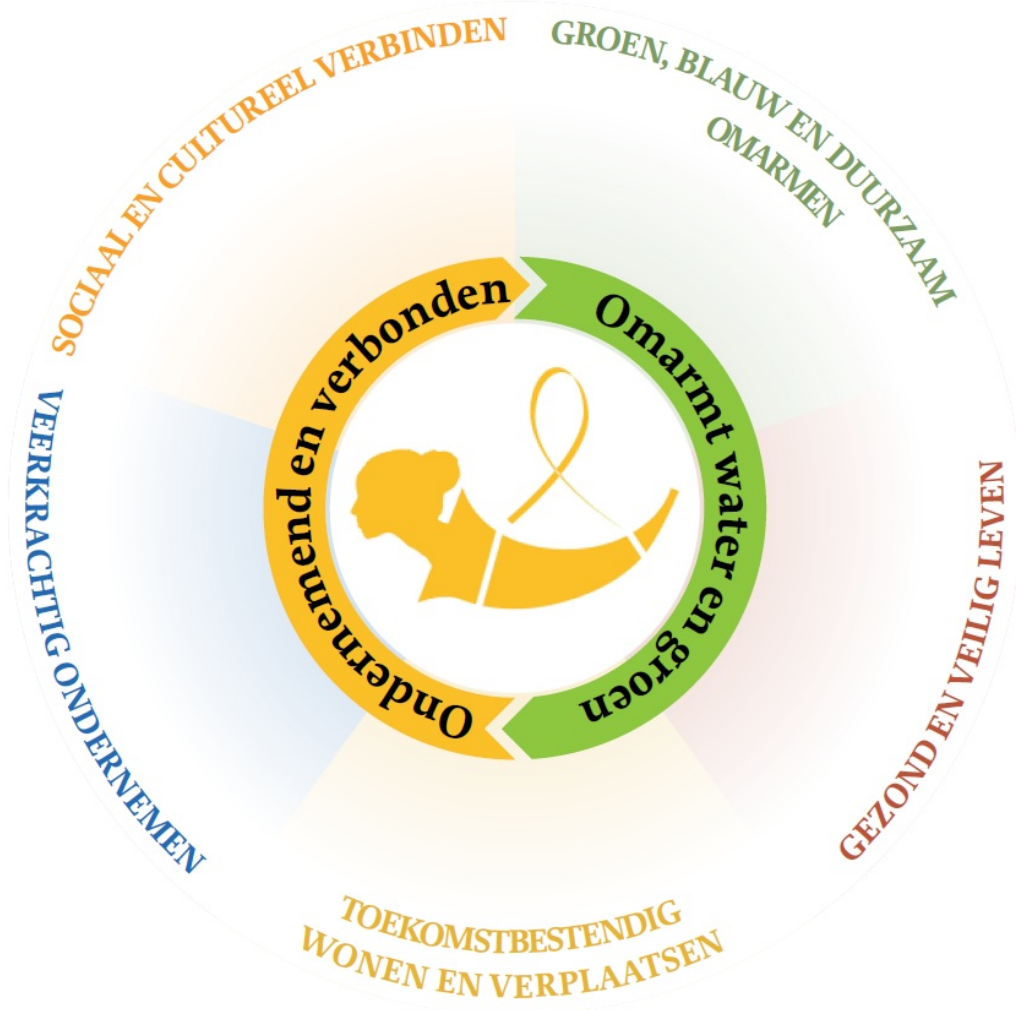 SOCIAAL EN CULTUREEL VERBINDEN
GROEN, BLAUW EN DUURZAAM
OMARMEN
GEZOND EN VEILIG LEVEN
TOEKOMSTBESTENDIG
WONEN EN VERPLAATSEN
VEERKRACHTIG ONDERNEMEN
Ondernemend en verbonden
Omarmt water en groen